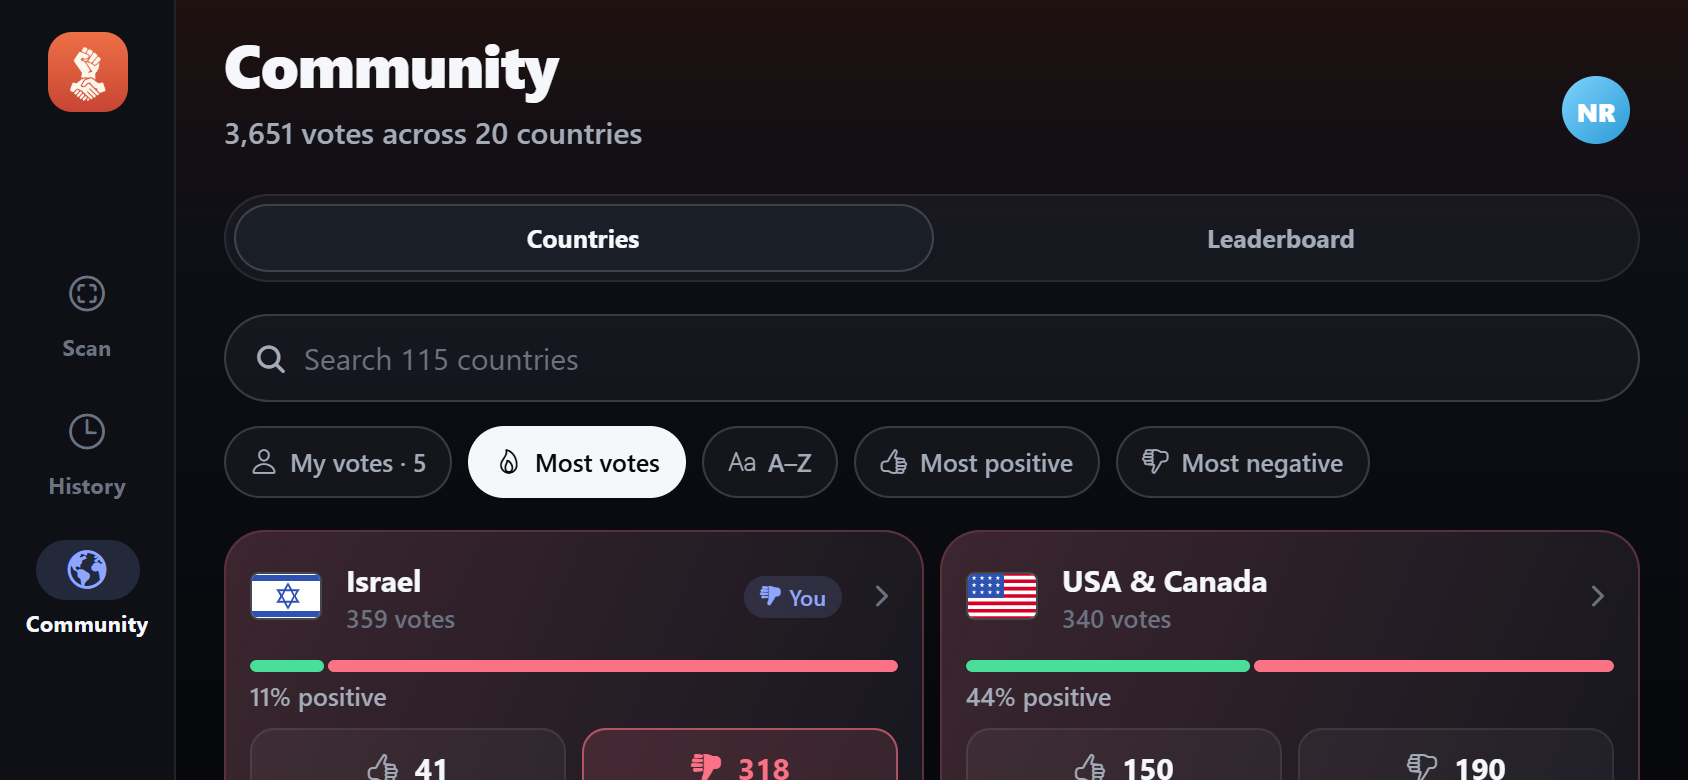 Community
3,651 votes across 20 countries
NR
Countries
Leaderboard
Search 115 countries
Scan
History
Community
My votes · 5
Most votes
Aa A–Z
Most positive
Most negative
Israel
359 votes
You
11% positive
41
318
USA & Canada
340 votes
44% positive
150
190